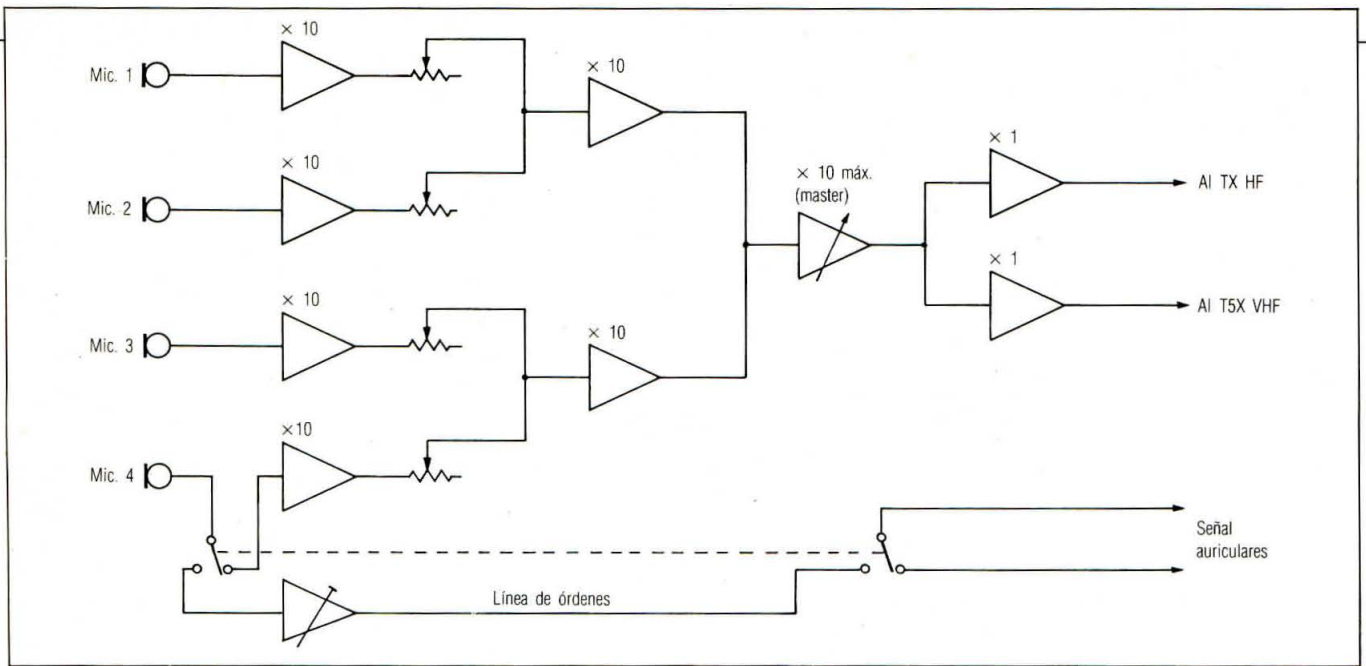 × 10
Mic. 1
× 10
× 10
Mic. 2
× 10 máx.
(master)
× 1
Al TX HF
× 1
Al T5X VHF
× 10
Mic. 3
× 10
×10
Mic. 4
Línea de órdenes
Señal
auriculares